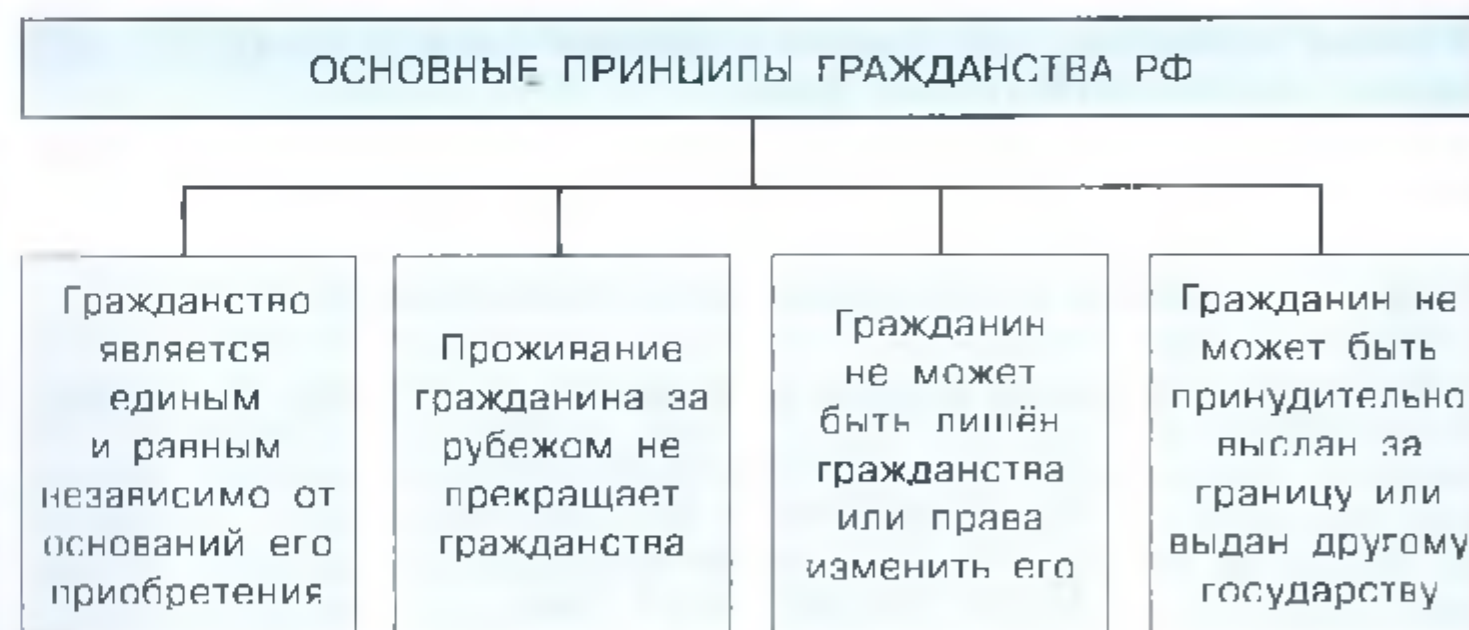 ОСНОВНЫЕ ПРИНЦИПЫ ГРАЖДАНСТВА РФ
Гражданство
является
единым
и равным
независимо от
оснований его
приобретения
Проживание
гражданина за
рубежом не
прекращает
гражданства
Гражданин
не может
быть лишён
гражданства
или права
изменить его
Гражданин не
может быть
принудительно
выслан за
границу или
выдан другому
государству